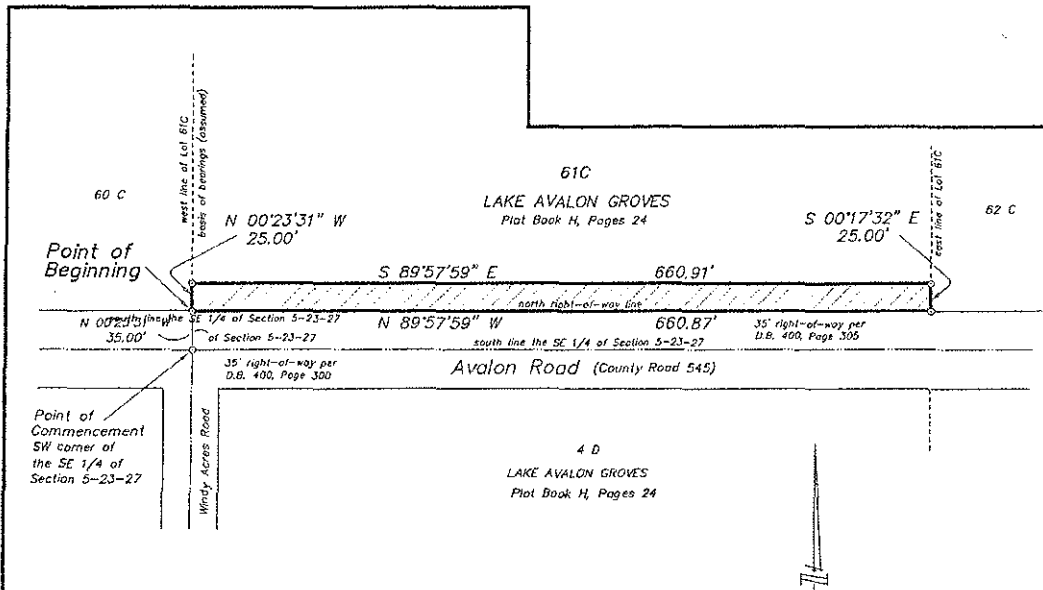 west line of Lot 61C
basis of bearings (assumed)
60 C
61C
LAKE AVALON GROVES
Plat Book H, Pages 24
N 00°23'31" W
25.00'
S 00°17'32" E
25.00'
east line of Lot 61C
62 C
Point of
Beginning
S 89°57'59" E 660.91'
north right-of-way line
the SE 1/4 of Section 5-23-27
N 00°23'31" W
35.00'
of Section 5-23-27
N 89°57'59" W 660.87'
south line the SE 1/4 of Section 5-23-27
35' right-of-way per
D.B. 400, Page 305
35' right-of-way per
D.B. 400, Page 300
Avalon Road (County Road 545)
Point of
Commencement
SW corner of
the SE 1/4 of
Section 5-23-27
Windy Acres Road
4 D
LAKE AVALON GROVES
Plat Book H, Pages 24